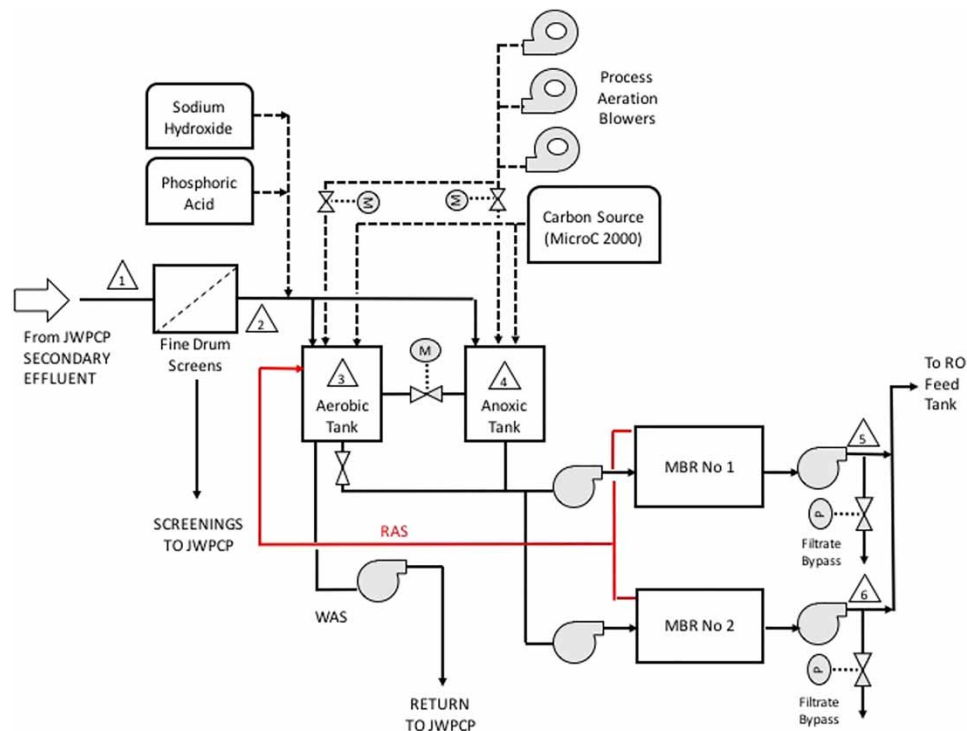 Process
Aeration
Blowers
Sodium
Hydroxide
Phosphoric
Acid
M
M
Carbon Source
(MicroC 2000)
1
2
From JWPCP
SECONDARY
EFFLUENT
Fine Drum
Screens
M
3
Aerobic
Tank
4
Anoxic
Tank
To RO
Feed
Tank
5
MBR No 1
P
Filtrate
Bypass
SCREENINGS
TO JWPCP
RAS
WAS
6
MBR No 2
P
Filtrate
Bypass
RETURN
TO JWPCP